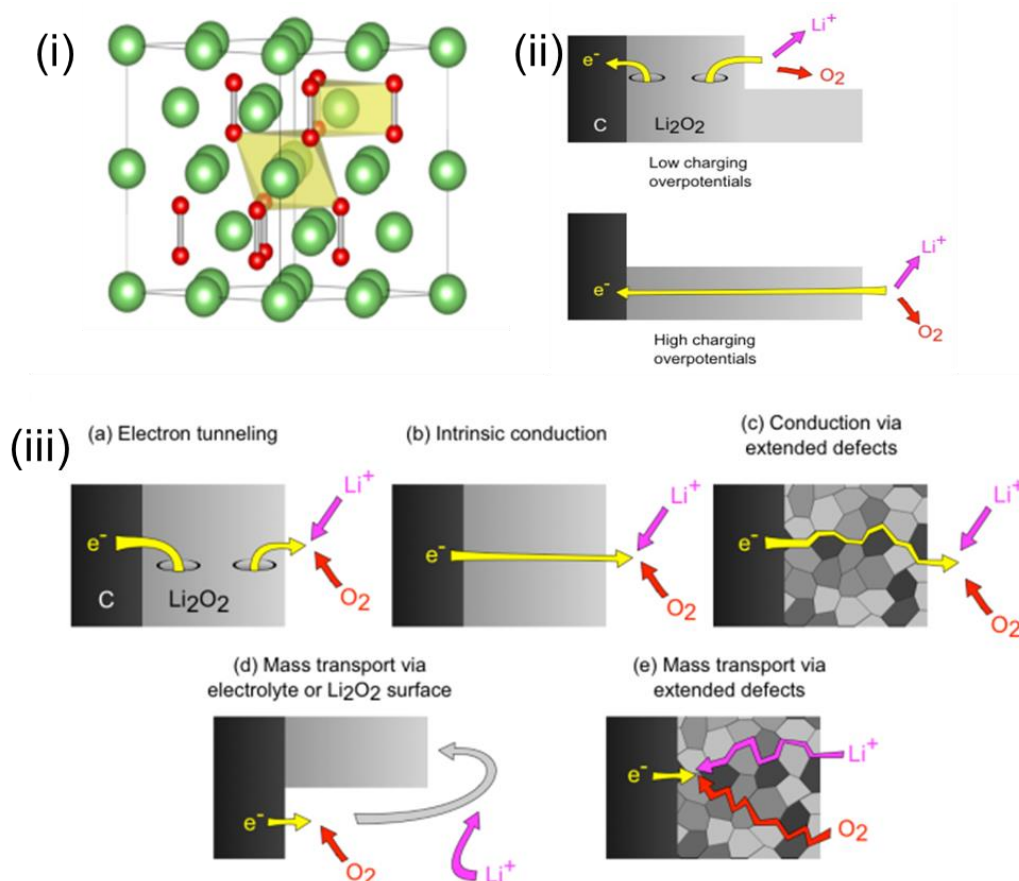 (i)
(ii)
Li+
e-
O2
C
Li2O2
Low charging
overpotentials
Li+
e-
O2
High charging
overpotentials
(iii)
(a) Electron tunneling
(b) Intrinsic conduction
(c) Conduction via
extended defects
Li+
e-
C
Li2O2
O2
Li+
e-
O2
Li+
e-
O2
(d) Mass transport via
electrolyte or Li2O2 surface
(e) Mass transport via
extended defects
e-
O2
Li+
Li+
e-
O2